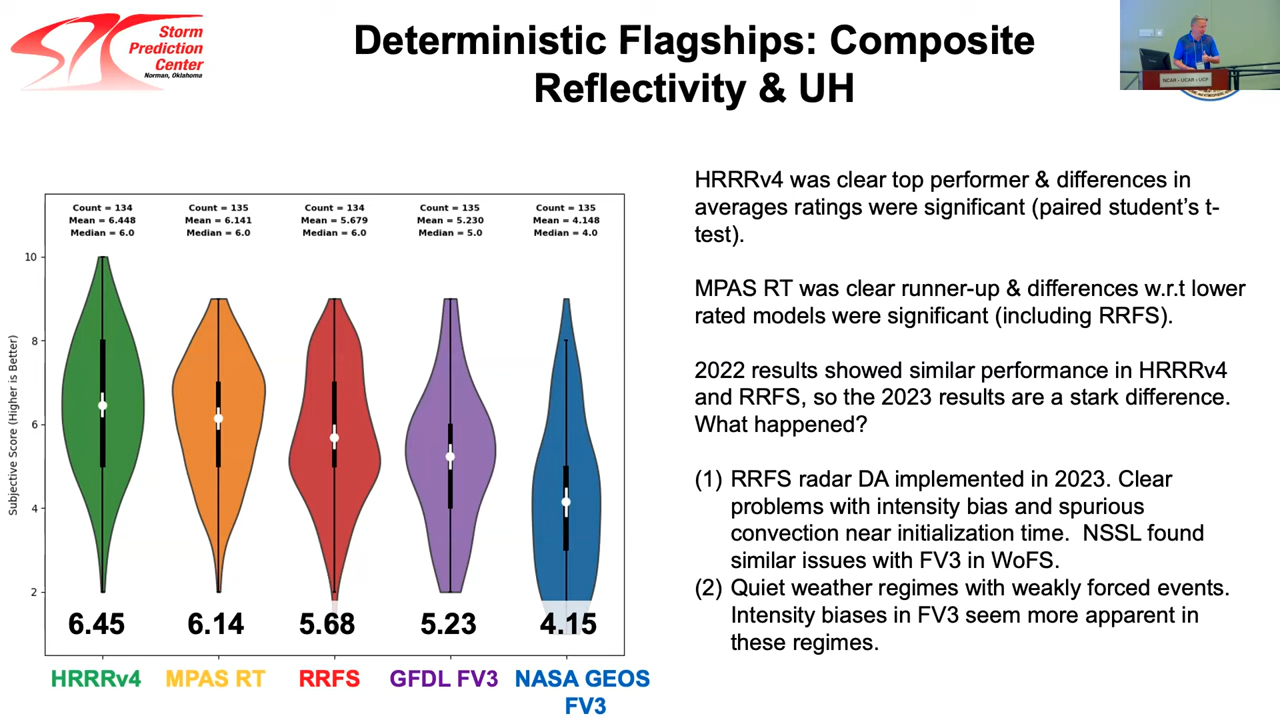 Storm
Prediction
Center
Norman, Oklahoma
Deterministic Flagships: Composite
Reflectivity & UH
NCAR • UCAR • UCP
Count = 134
Mean = 6.448
Median = 6.0
Count = 135
Mean = 6.141
Median = 6.0
Count = 134
Mean = 5.679
Median = 6.0
Count = 135
Mean = 5.230
Median = 5.0
Count = 135
Mean = 4.148
Median = 4.0
Subjective Score (Higher is Better)
10
8
6
4
2
6.45
6.14
5.68
5.23
4.15
HRRRv4
MPAS RT
RRFS
GFDL FV3
NASA GEOS
FV3
HRRRv4 was clear top performer & differences in
averages ratings were significant (paired student’s t-
test).
MPAS RT was clear runner-up & differences w.r.t lower
rated models were significant (including RRFS).
2022 results showed similar performance in HRRRv4
and RRFS, so the 2023 results are a stark difference.
What happened?
(1) RRFS radar DA implemented in 2023. Clear
problems with intensity bias and spurious
convection near initialization time. NSSL found
similar issues with FV3 in WoFS.
(2) Quiet weather regimes with weakly forced events.
Intensity biases in FV3 seem more apparent in
these regimes.